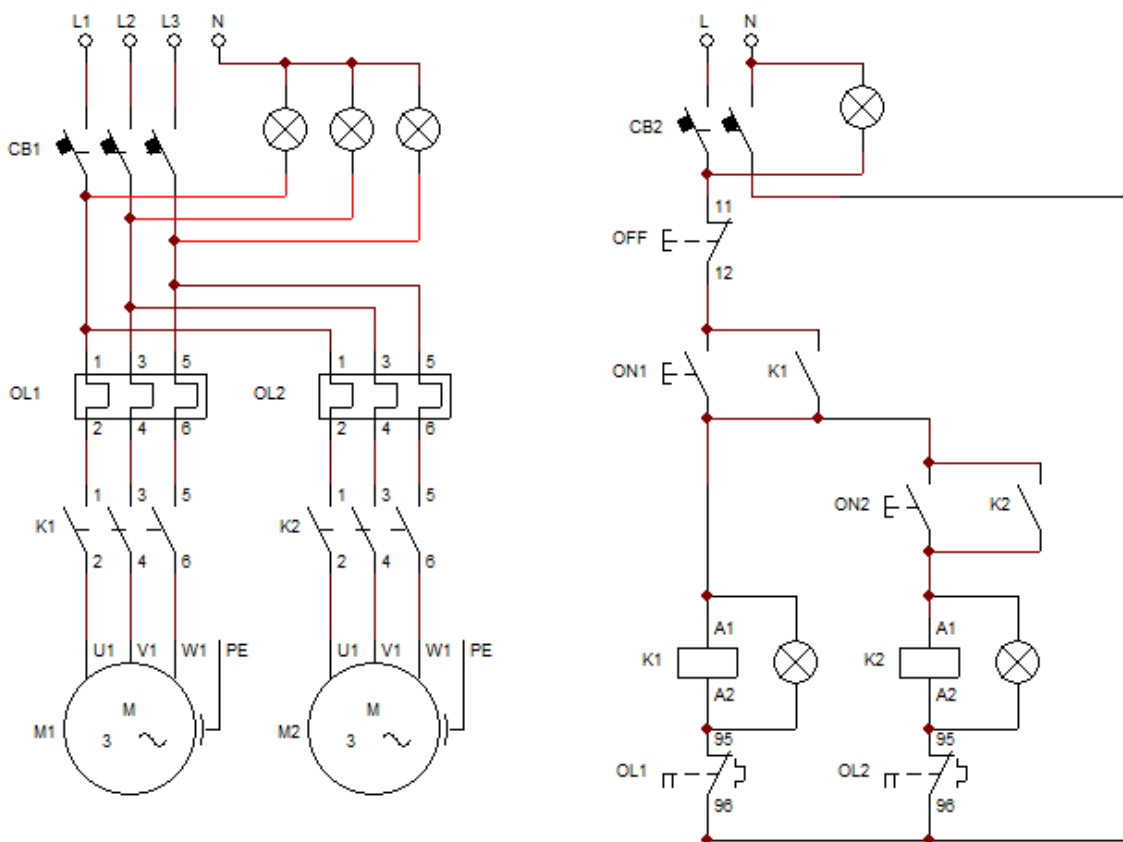 L1 L2 L3 N L N
CB1 CB2
11
OFF
12
1 3 5 1 3 5
OL1 OL2 ON1 K1
2 4 6 2 4 6
1 3 5 1 3 5
ON2 K2
K1 K2
2 4 6 2 4 6
A1 A1
U1 V1 W1 PE U1 V1 W1 PE K1 K2
A2 A2
M M
M1 M2
3 3
95 95
OL1 OL2
96 96